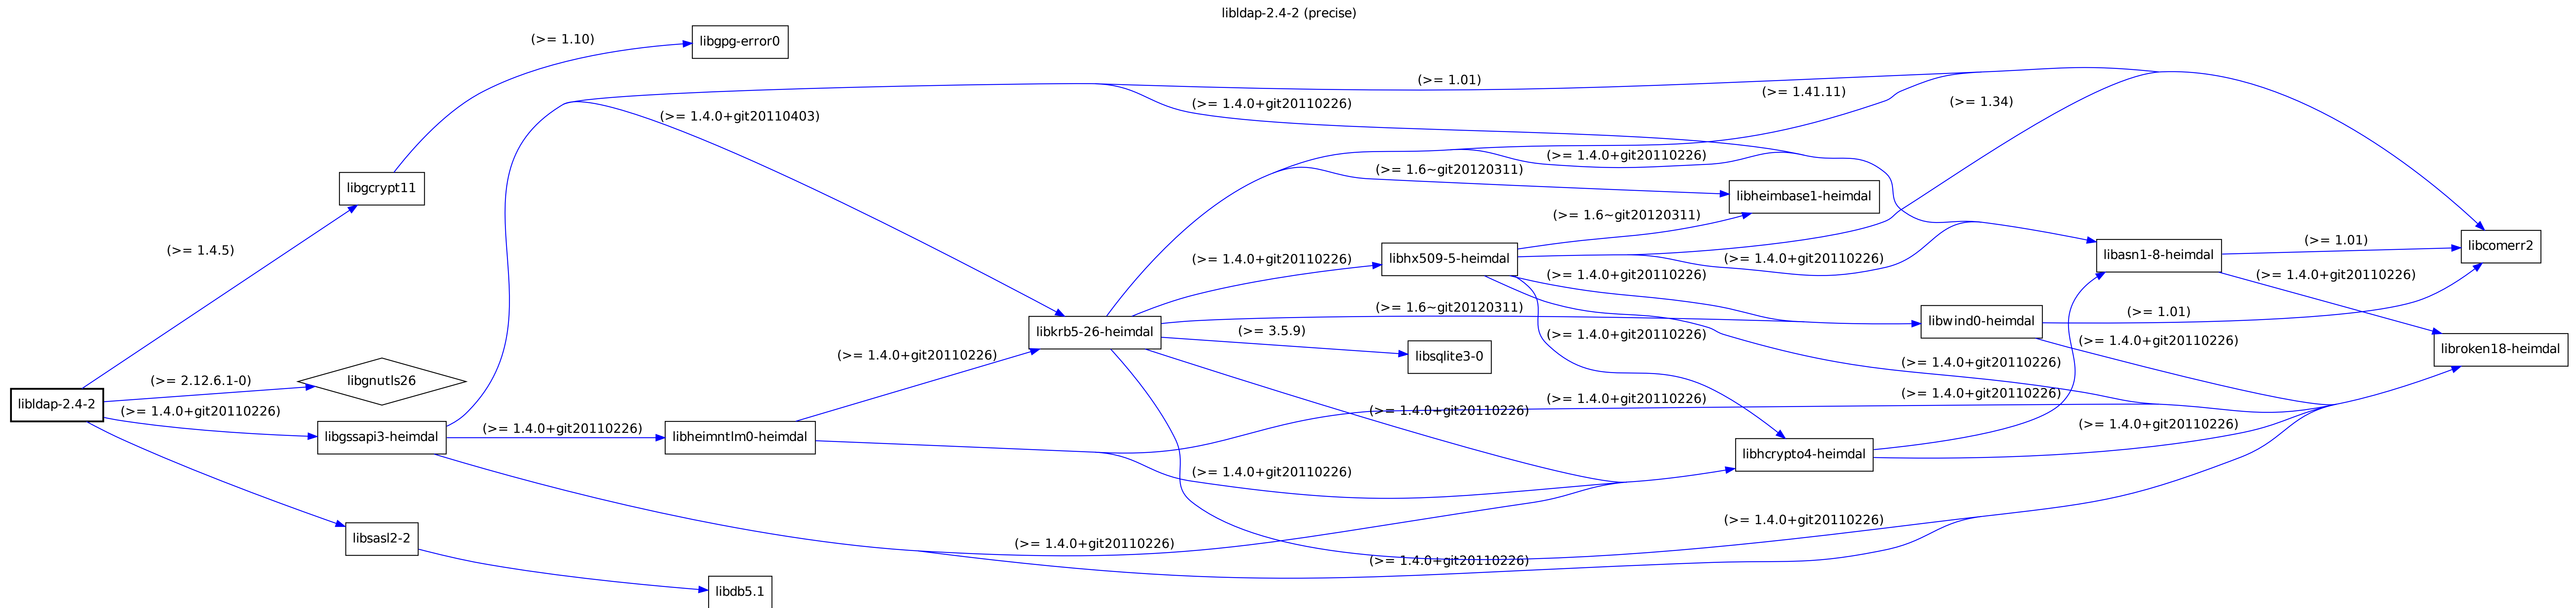 libldap-2.4-2 (precise)
libgpg-error0
(>= 1.10)
(>= 1.01)
(>= 1.41.11)
(>= 1.34)
(>= 1.4.0+git20110226)
(>= 1.4.0+git20110403)
(>= 1.4.0+git20110226)
(>= 1.6~git20120311)
libgcrypt11
libheimbase1-heimdal
(>= 1.6~git20120311)
(>= 1.01)
libcomerr2
(>= 1.4.5)
(>= 1.4.0+git20110226)
libhx509-5-heimdal
(>= 1.4.0+git20110226)
libasn1-8-heimdal
(>= 1.4.0+git20110226)
(>= 1.4.0+git20110226)
(>= 1.6~git20120311)
(>= 1.01)
libwind0-heimdal
libkrb5-26-heimdal
(>= 3.5.9)
(>= 1.4.0+git20110226)
(>= 1.4.0+git20110226)
libroken18-heimdal
(>= 1.4.0+git20110226)
libsqlite3-0
(>= 1.4.0+git20110226)
(>= 2.12.6.1-0)
libgnutls26
(>= 1.4.0+git20110226)
(>= 1.4.0+git20110226)
libldap-2.4-2
(>= 1.4.0+git20110226)
(>= 1.4.0+git20110226)
(>= 1.4.0+git20110226)
libgssapi3-heimdal
(>= 1.4.0+git20110226)
libheimntlm0-heimdal
libhcrypto4-heimdal
(>= 1.4.0+git20110226)
(>= 1.4.0+git20110226)
libsasl2-2
(>= 1.4.0+git20110226)
(>= 1.4.0+git20110226)
libdb5.1